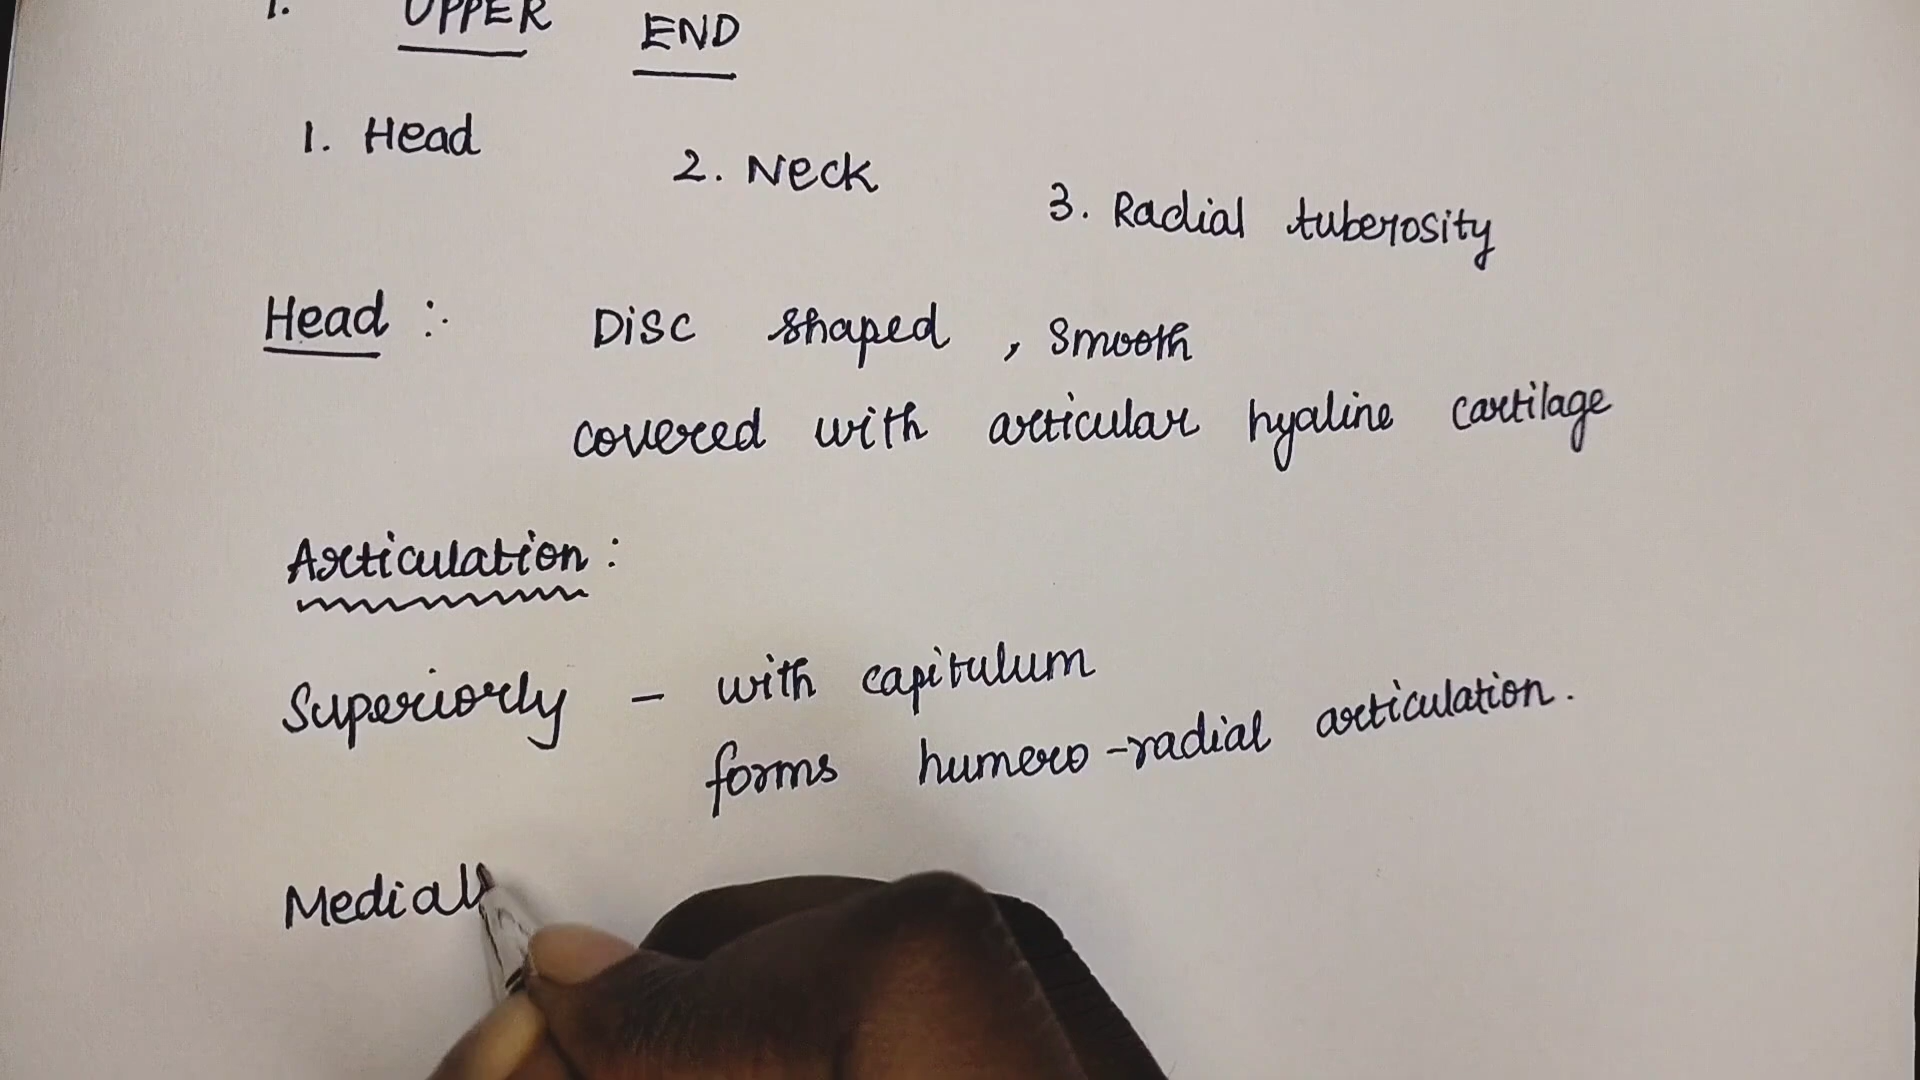 1. UPPER END
1. Head 2. Neck 3. Radial tuberosity
Head : Disc shaped , smooth
covered with articular hyaline cartilage
Articulation :
Superiorly - with capitulum
forms humero-radial articulation.
Medial